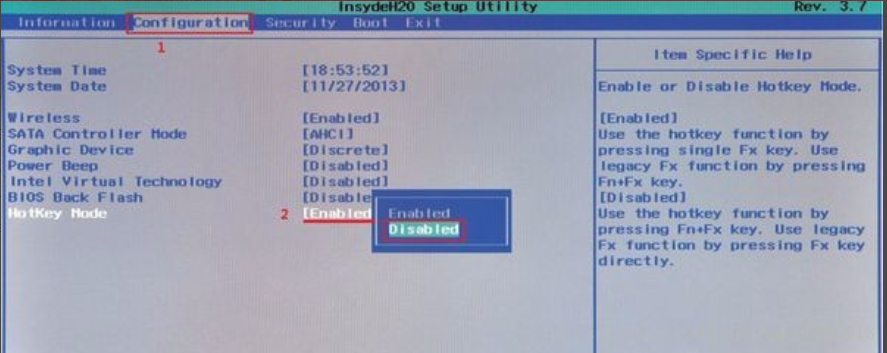 InsydeH2O Setup Utility Rev. 3.7
Information Configuration Security Boot Exit
1
Item Specific Help
System Time [18:53:52]
System Date [11/27/2013]
Enable or Disable Hotkey Mode.
Wireless [Enabled]
SATA Controller Mode [AHCI]
Graphic Device [Discrete]
Power Beep [Disabled]
Intel Virtual Technology [Disabled]
BIOS Back Flash [Disable
HotKey Mode 2 [Enabled
Enabled
Disabled
[Enabled]
Use the hotkey function by
pressing single Fx key. Use
legacy Fx function by pressing
Fn+Fx key.
[Disabled]
Use the hotkey function by
pressing Fn+Fx key. Use legacy
Fx function by pressing Fx key
directly.